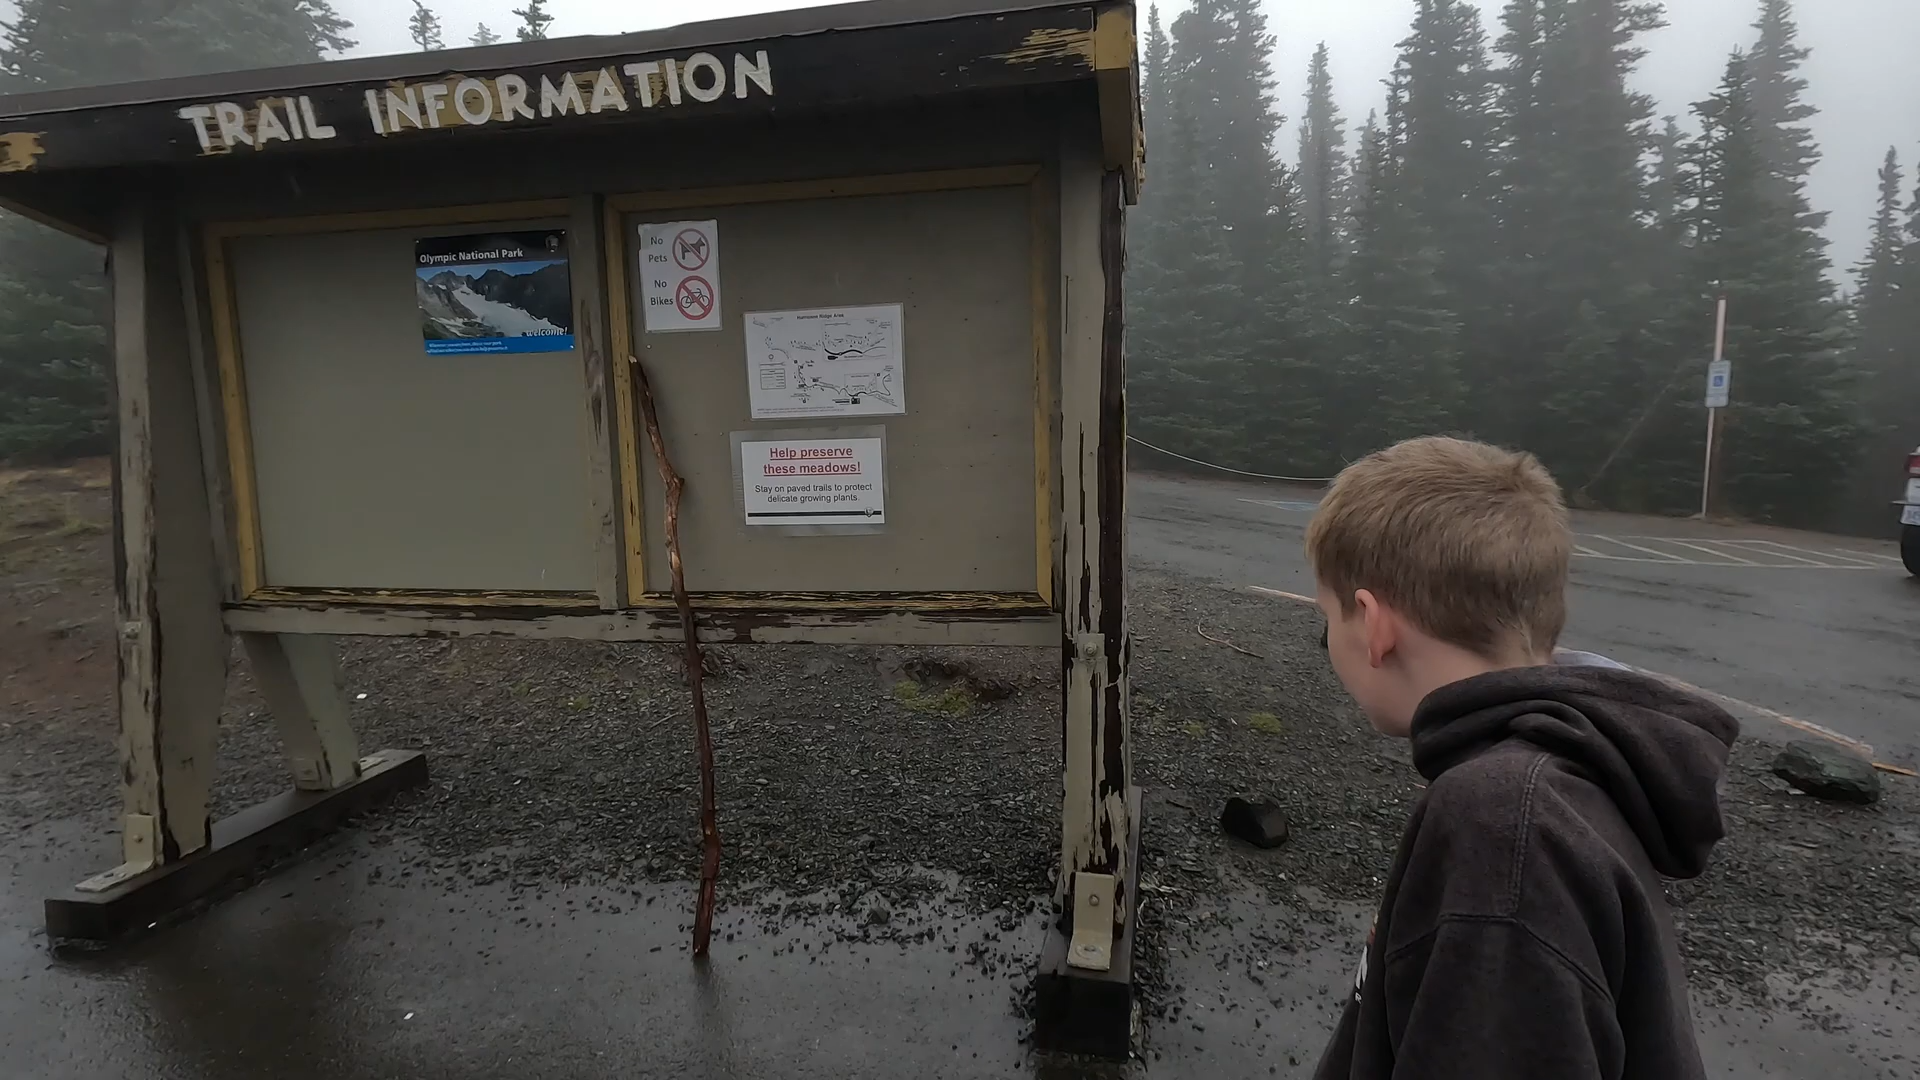 TRAIL INFORMATION
Olympic National Park
welcome!
No
Pets
No
Bikes
Hurricane Ridge Area
Help preserve
these meadows!
Stay on paved trails to protect
delicate growing plants.